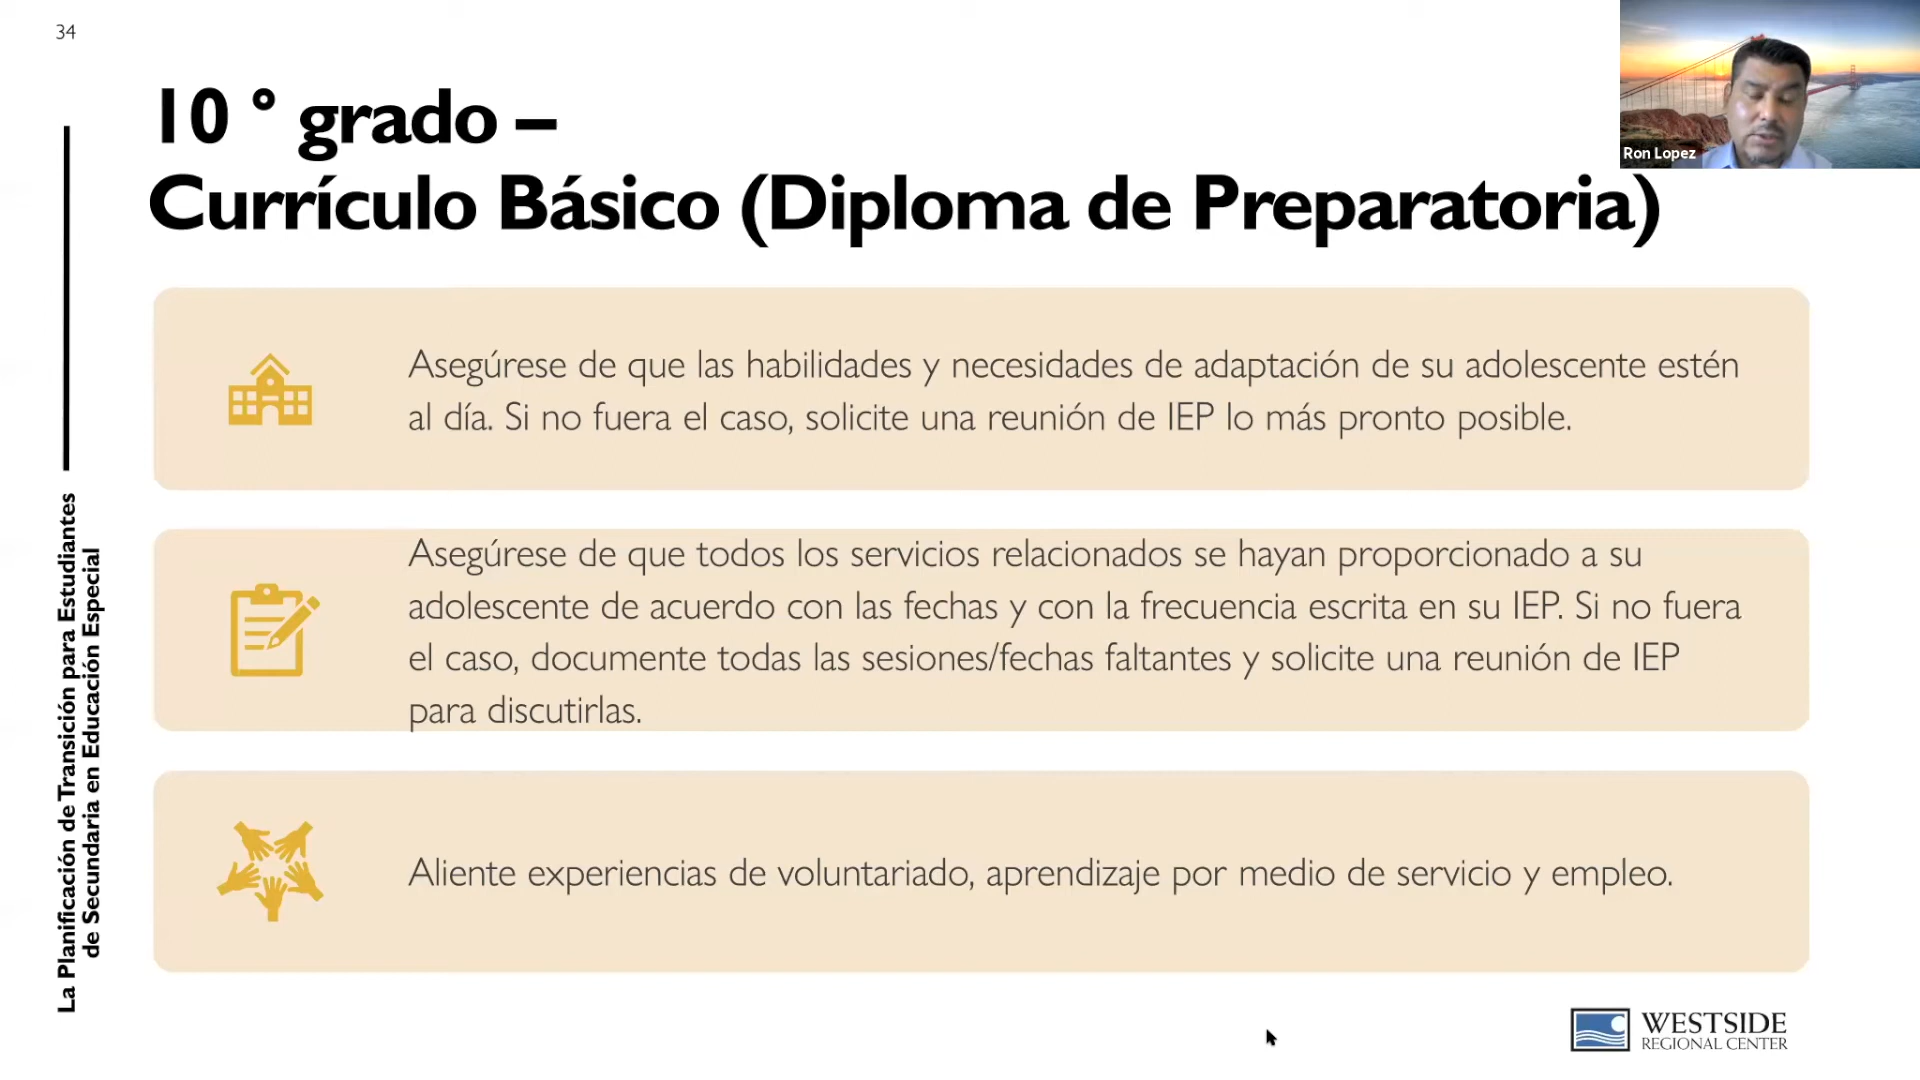 34
10 ° grado –
Currículo Básico (Diploma de Preparatoria)
Ron Lopez
Asegúrese de que las habilidades y necesidades de adaptación de su adolescente estén
al día. Si no fuera el caso, solicite una reunión de IEP lo más pronto posible.
Asegúrese de que todos los servicios relacionados se hayan proporcionado a su
adolescente de acuerdo con las fechas y con la frecuencia escrita en su IEP. Si no fuera
el caso, documente todas las sesiones/fechas faltantes y solicite una reunión de IEP
para discutirlas.
Aliente experiencias de voluntariado, aprendizaje por medio de servicio y empleo.
La Planificación de Transición para Estudiantes
de Secundaria en Educación Especial
WESTSIDE
REGIONAL CENTER